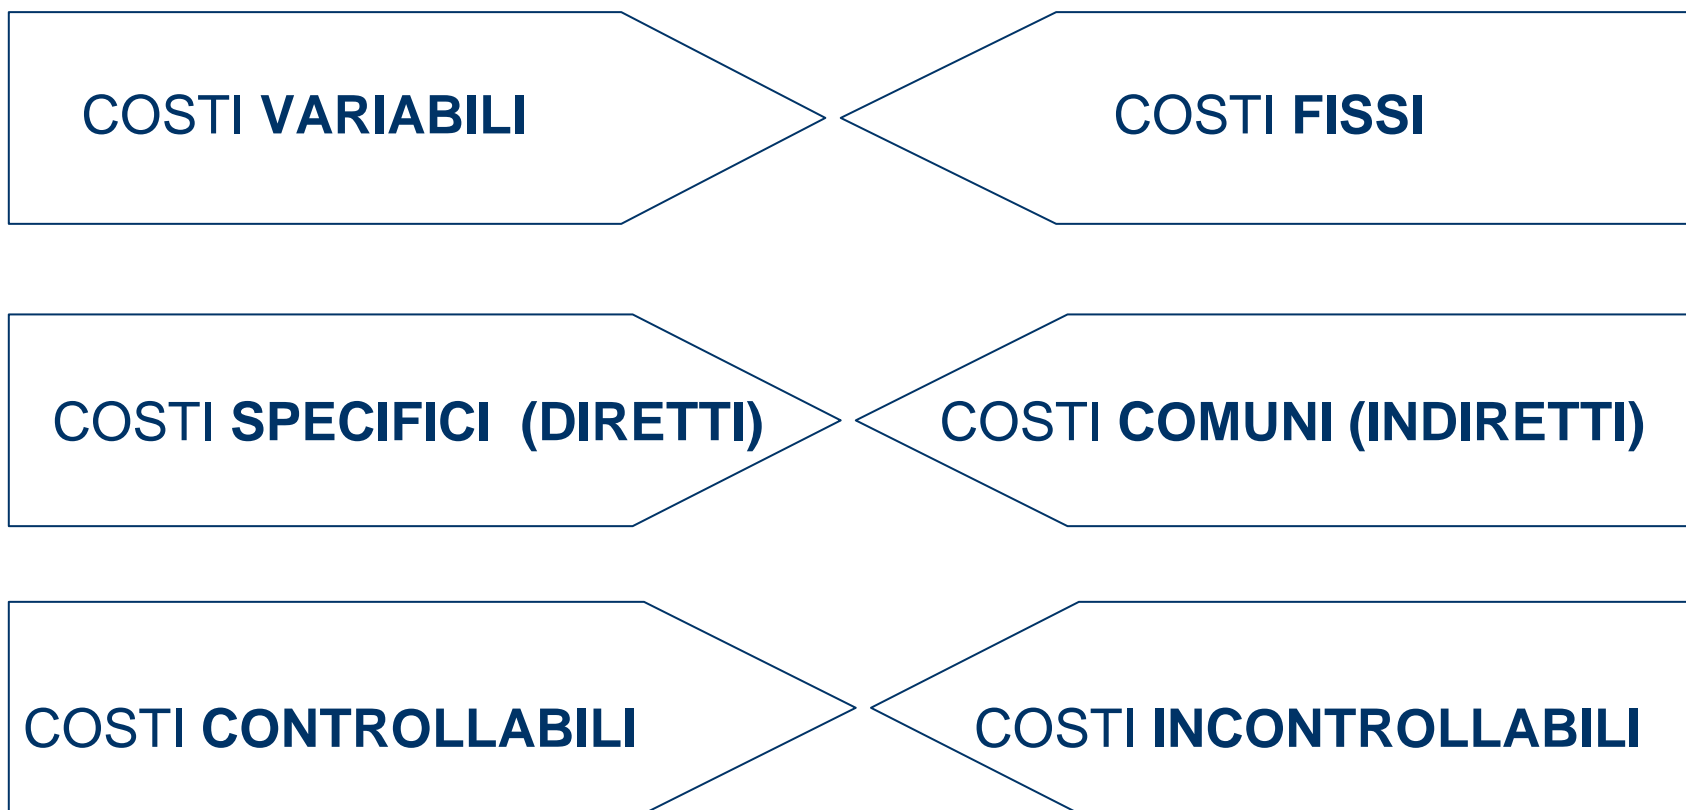 COSTI VARIABILI
COSTI FISSI
COSTI SPECIFICI (DIRETTI)
COSTI COMUNI (INDIRETTI)
COSTI CONTROLLABILI
COSTI INCONTROLLABILI